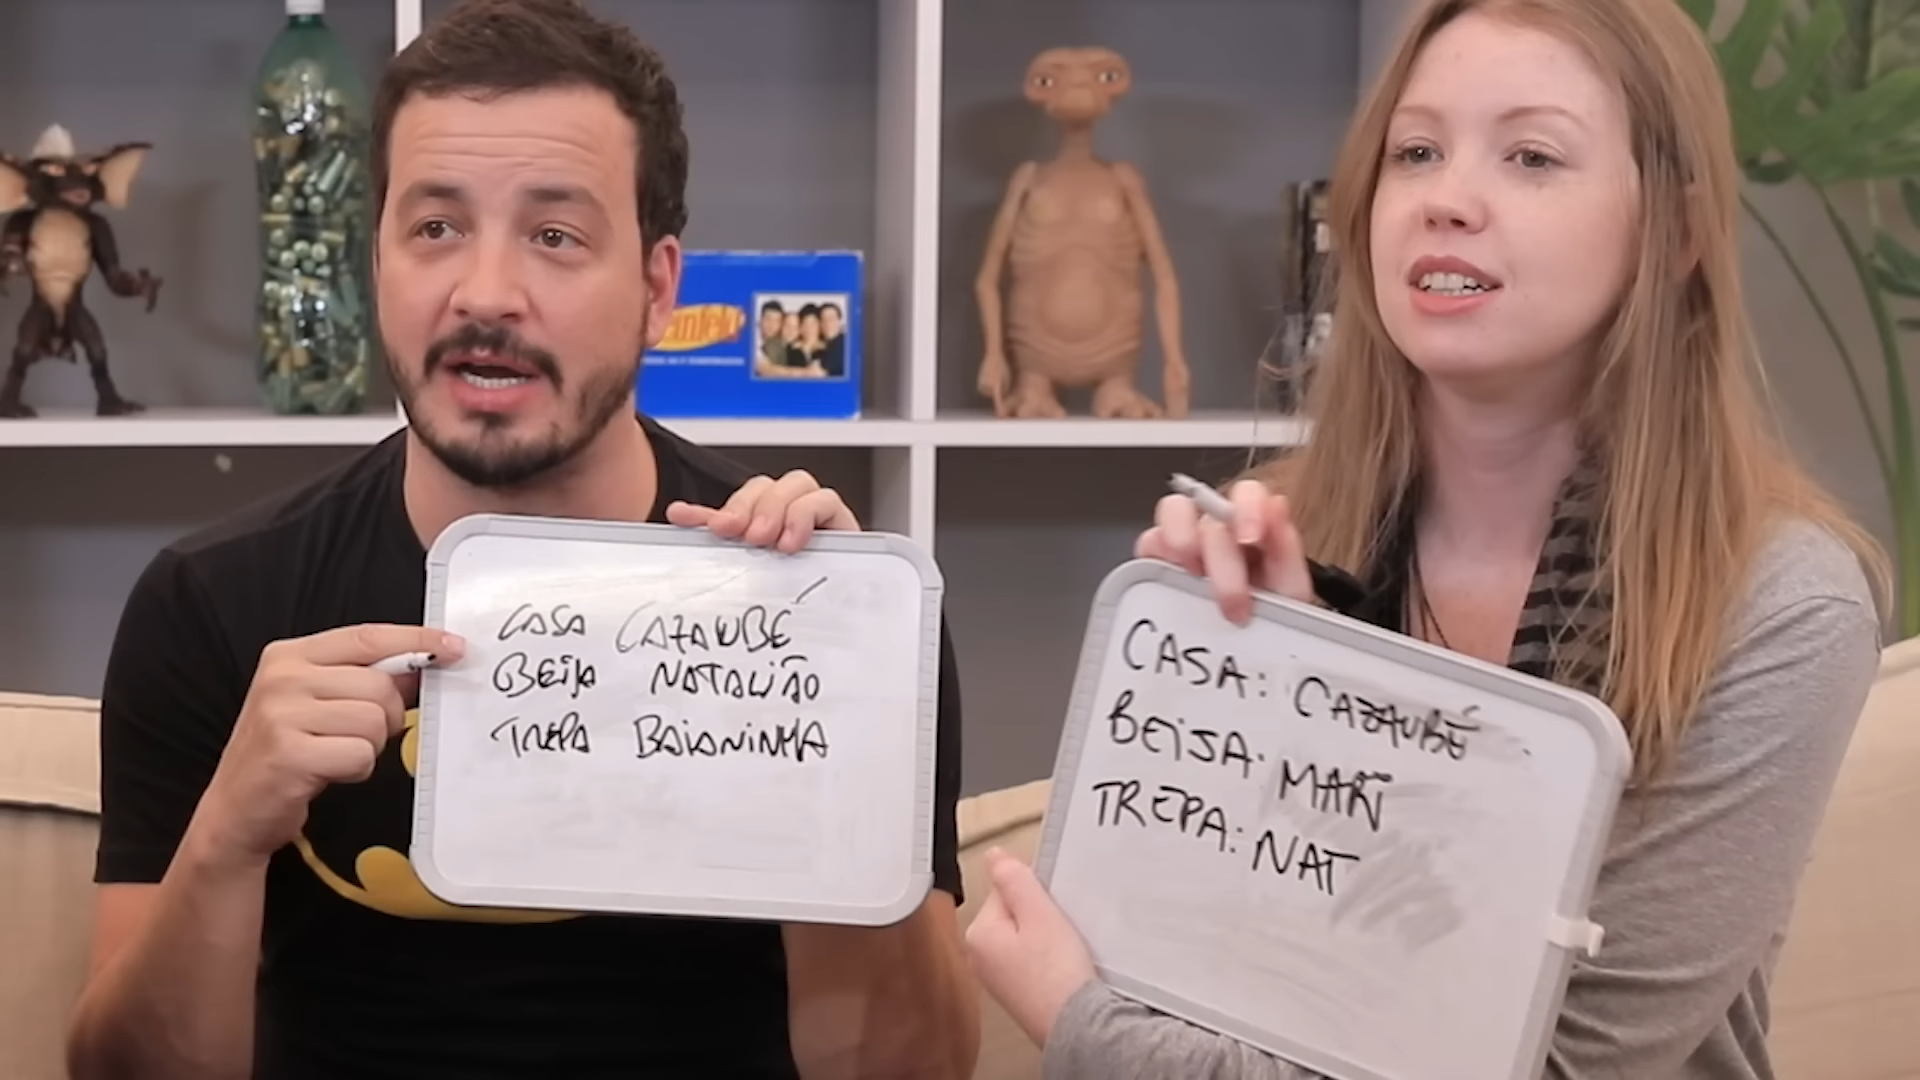 CASA CAZAUBÉ
BEIJA NATALIÃO
TREPA BAIANINHA
CASA: CAZAUBÉ
BEIJA: MARI
TREPA: NAT